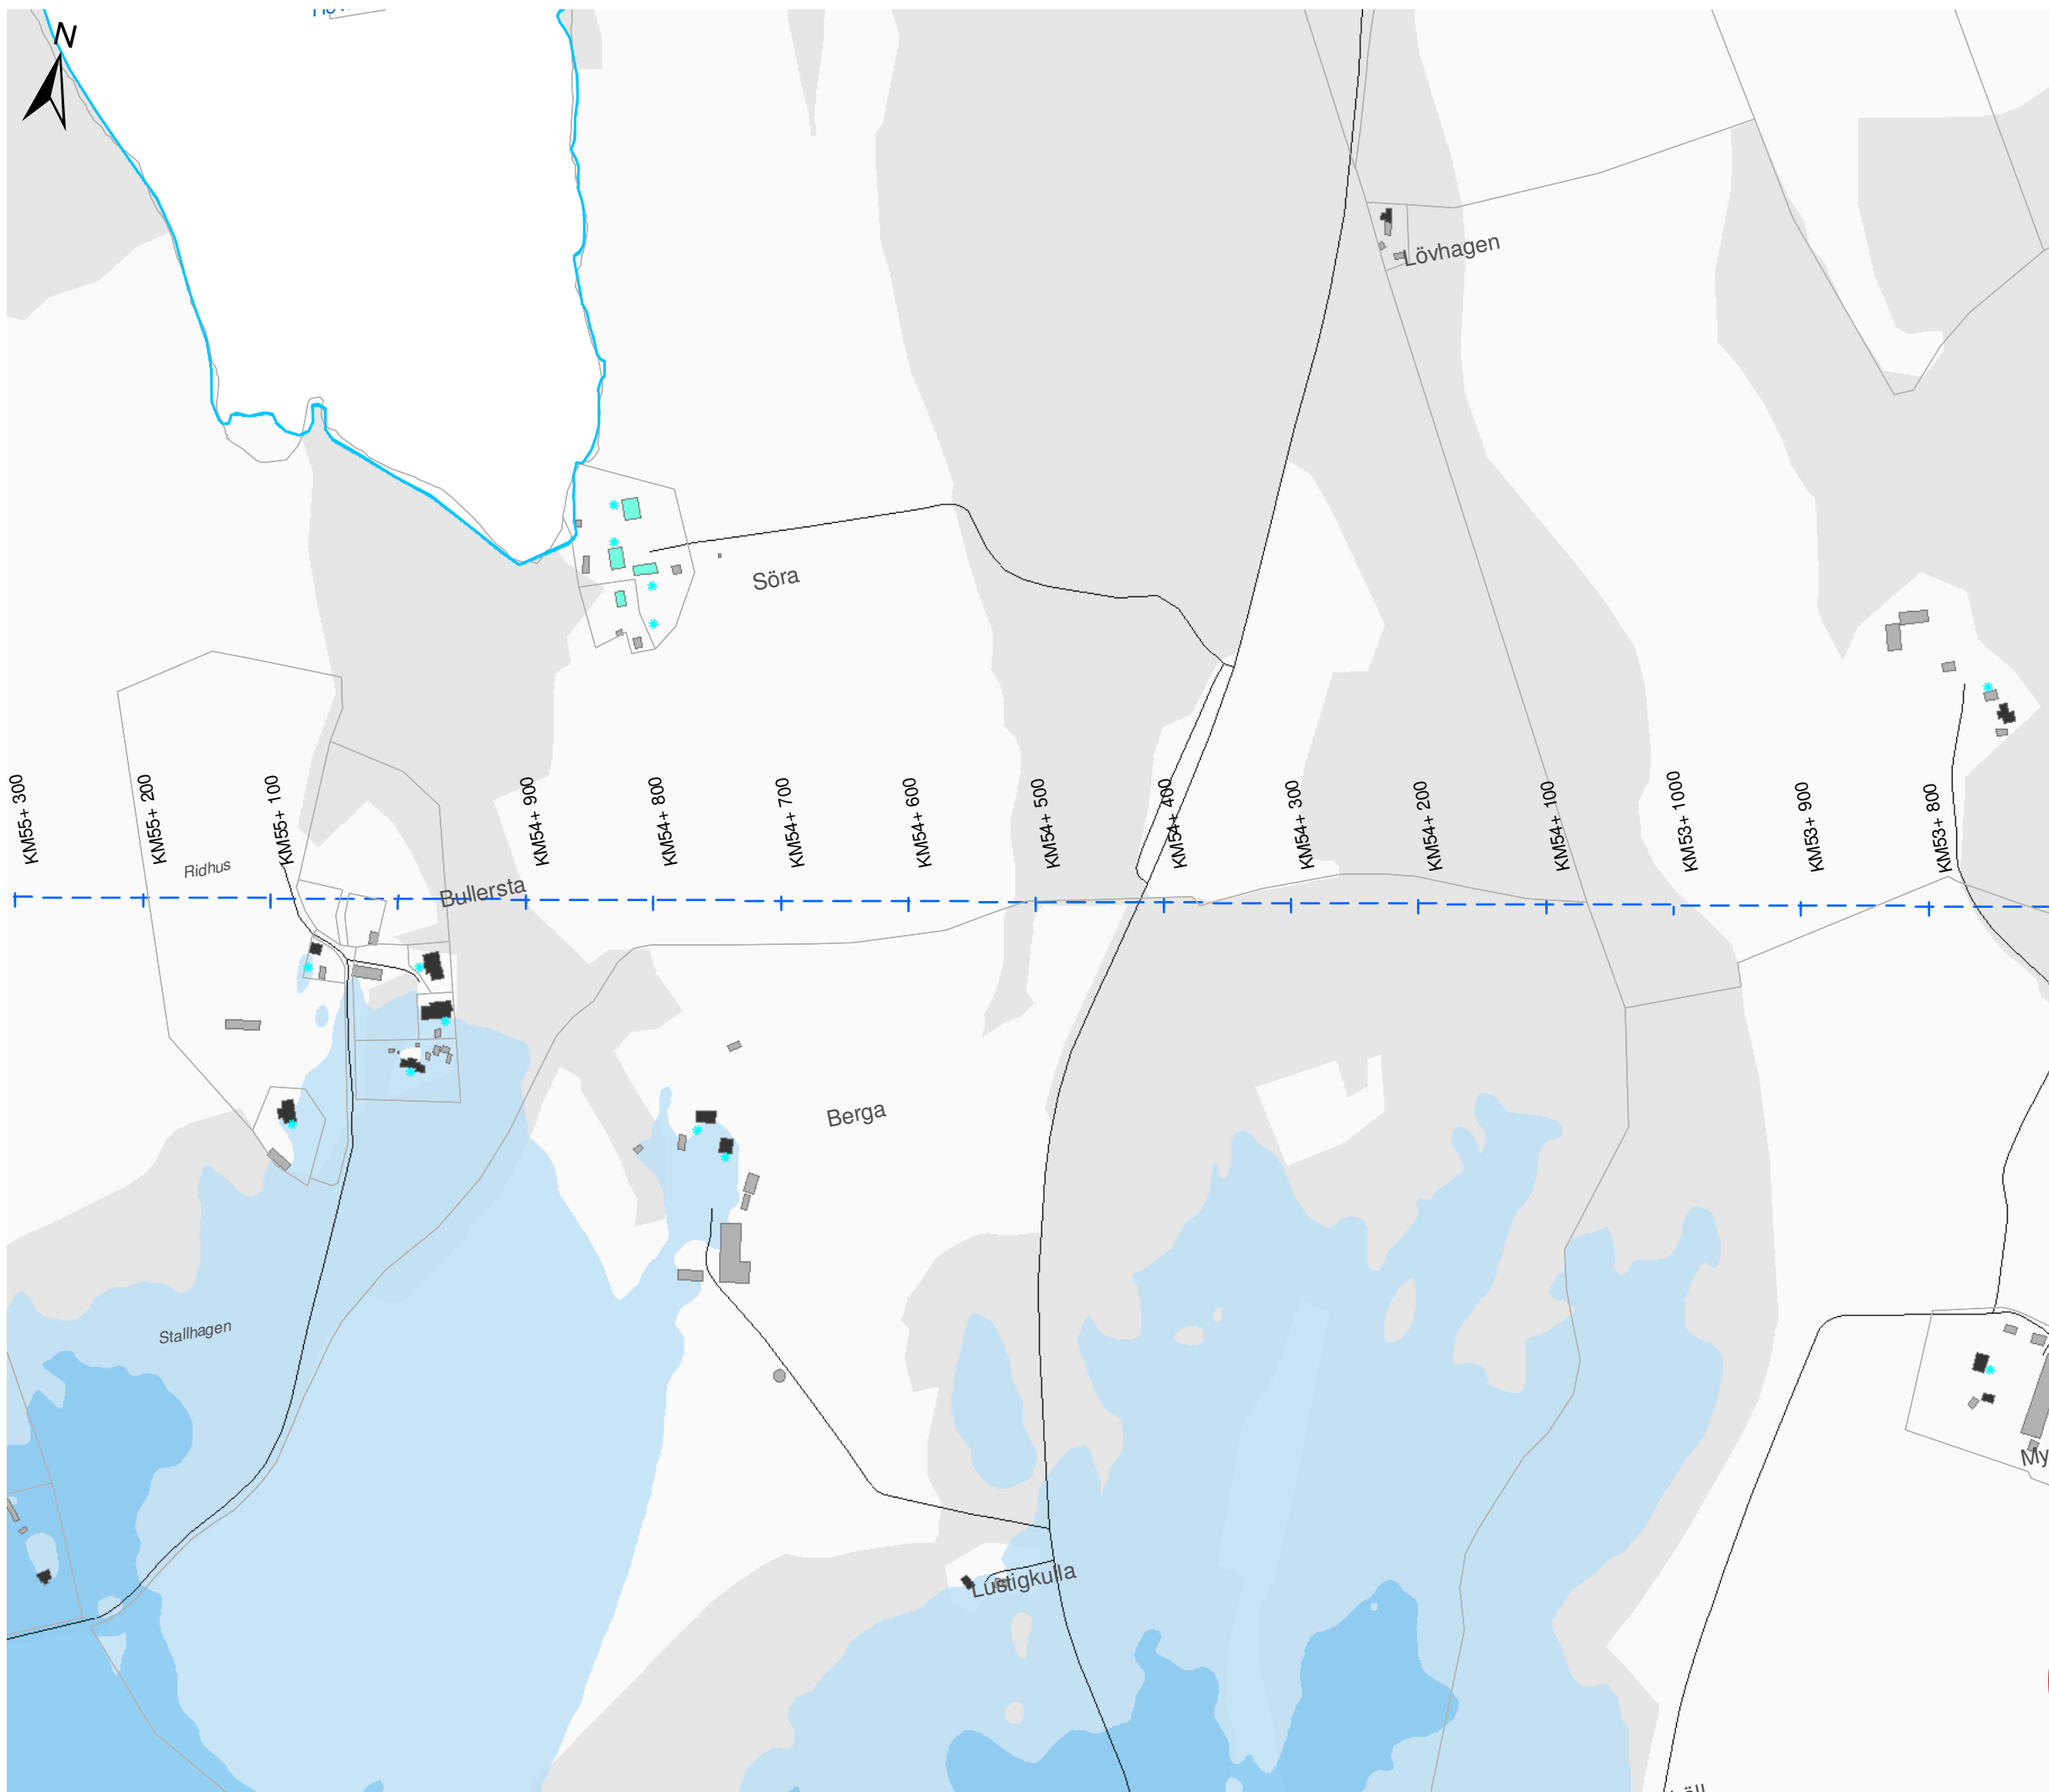 N
Lövhagen
Söra
KM55+ 300
KM55+ 200
KM55+ 100
KM54+ 900
KM54+ 800
KM54+ 700
KM54+ 600
KM54+ 500
KM54+ 400
KM54+ 300
KM54+ 200
KM54+ 100
KM53+ 1000
KM53+ 900
KM53+ 800
Ridhus
Bullersta
Berga
Stallhagen
My
Lustigkulla